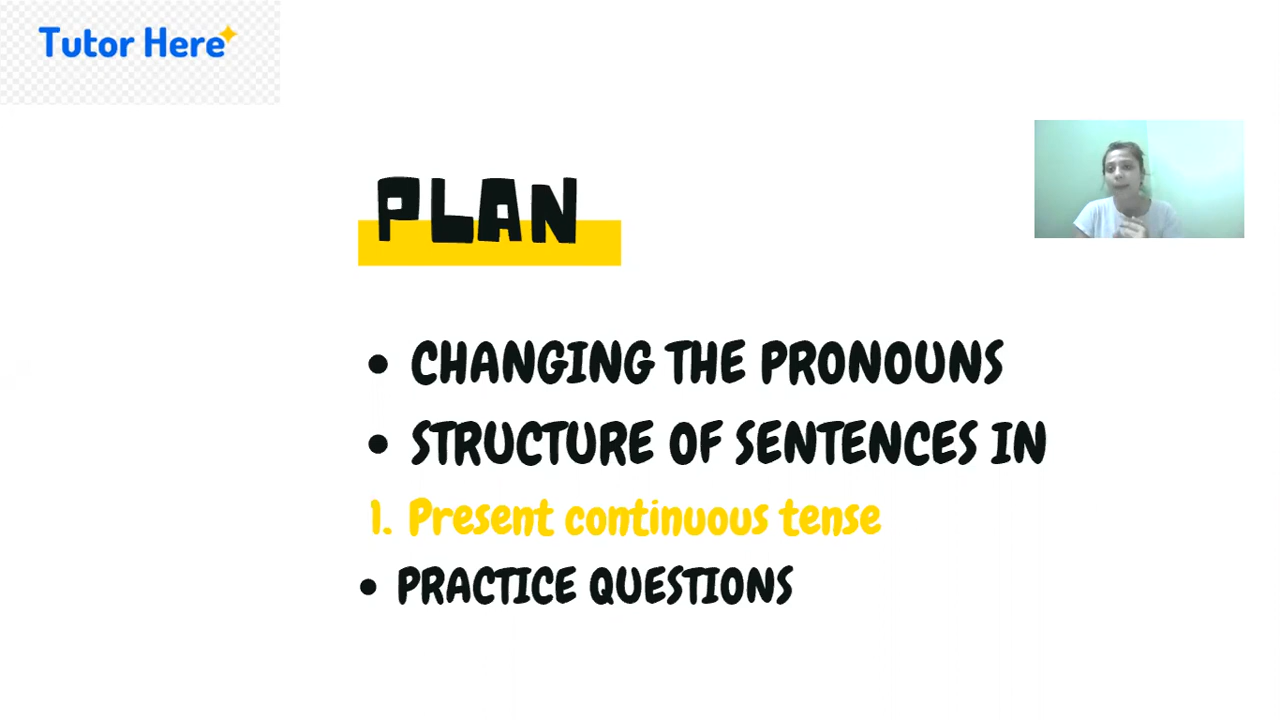 Tutor Here
PLAN
• CHANGING THE PRONOUNS
• STRUCTURE OF SENTENCES IN
1. Present continuous tense
• PRACTICE QUESTIONS